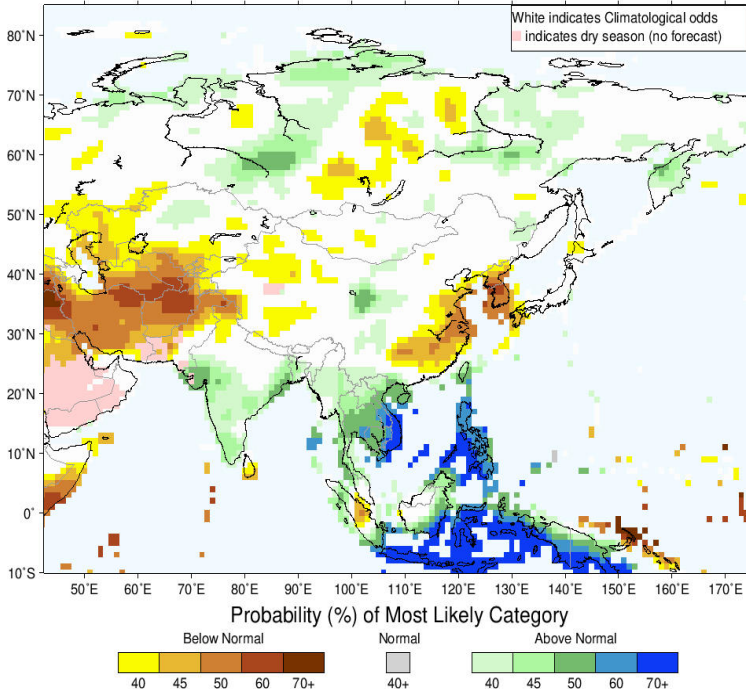 White indicates Climatological odds
indicates dry season (no forecast)
80˚N
70˚N
60˚N
50˚N
40˚N
30˚N
20˚N
10˚N
0˚
10˚S
50˚E 60˚E 70˚E 80˚E 90˚E 100˚E 110˚E 120˚E 130˚E 140˚E 150˚E 160˚E 170˚E
Probability (%) of Most Likely Category
Below Normal Normal Above Normal
40 45 50 60 70+ 40+ 40 45 50 60 70+